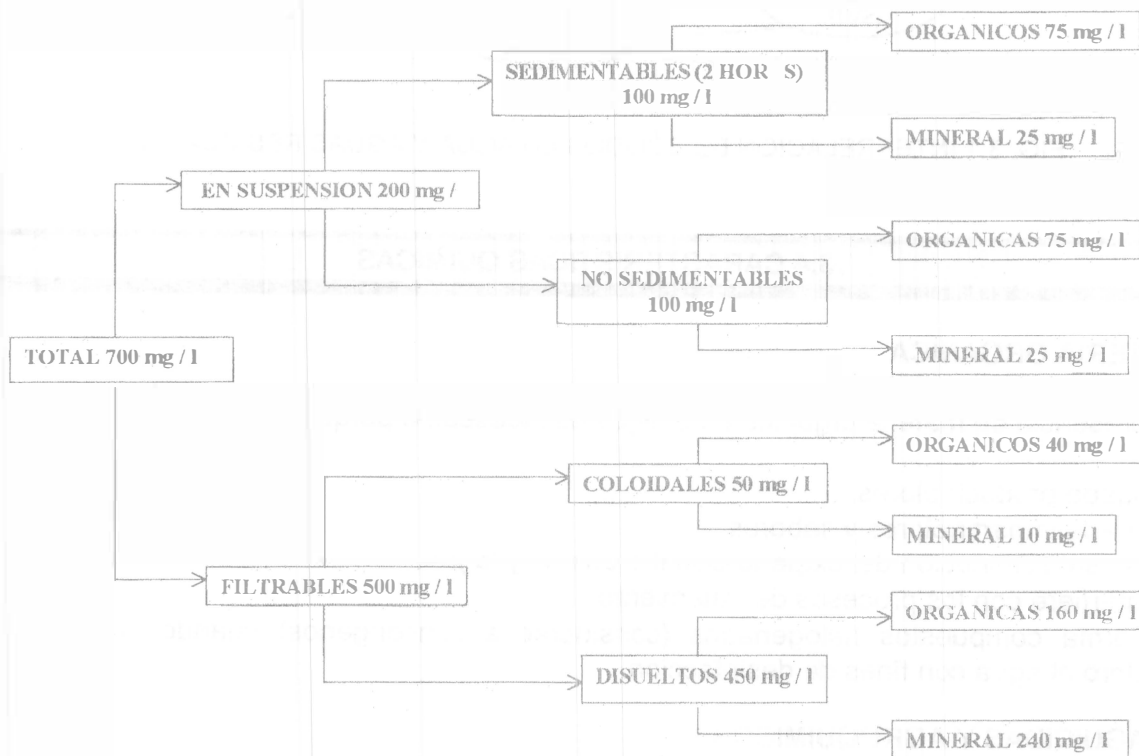 ORGANICOS 75 mg / l
SEDIMENTABLES (2 HOR S)
100 mg / l
MINERAL 25 mg / l
EN SUSPENSION 200 mg /
ORGANICAS 75 mg / l
NO SEDIMENTABLES
100 mg / l
MINERAL 25 mg / l
TOTAL 700 mg / l
ORGANICOS 40 mg / l
COLOIDALES 50 mg / l
MINERAL 10 mg / l
FILTRABLES 500 mg / l
ORGANICAS 160 mg / l
DISUELTOS 450 mg / l
MINERAL 240 mg / l